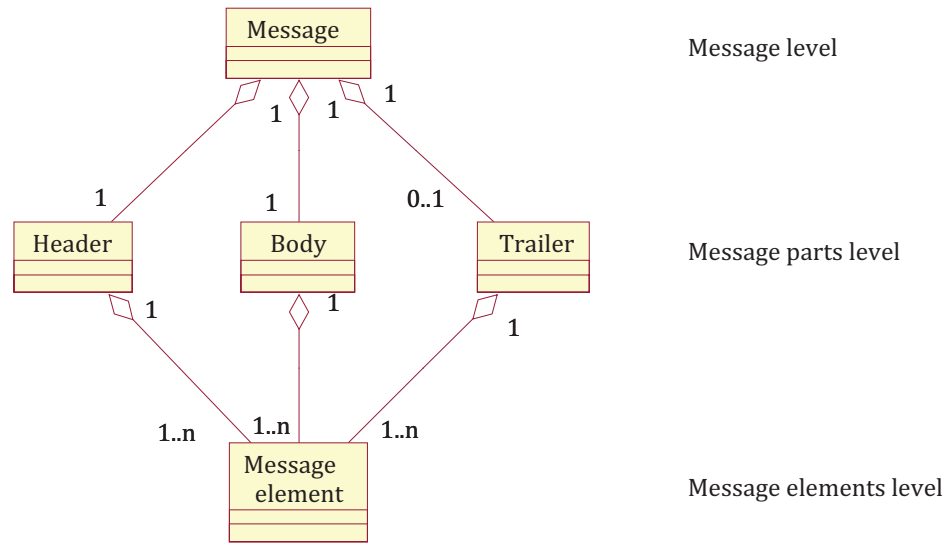 Message
Message level
1
1
1
1
1
0..1
Header
Body
Trailer
Message parts level
1
1
1
1..n
1..n
1..n
Message
element
Message elements level